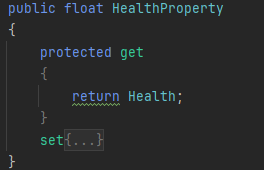 public float HealthProperty
{
protected get
{
return Health;
}
set{...}
}